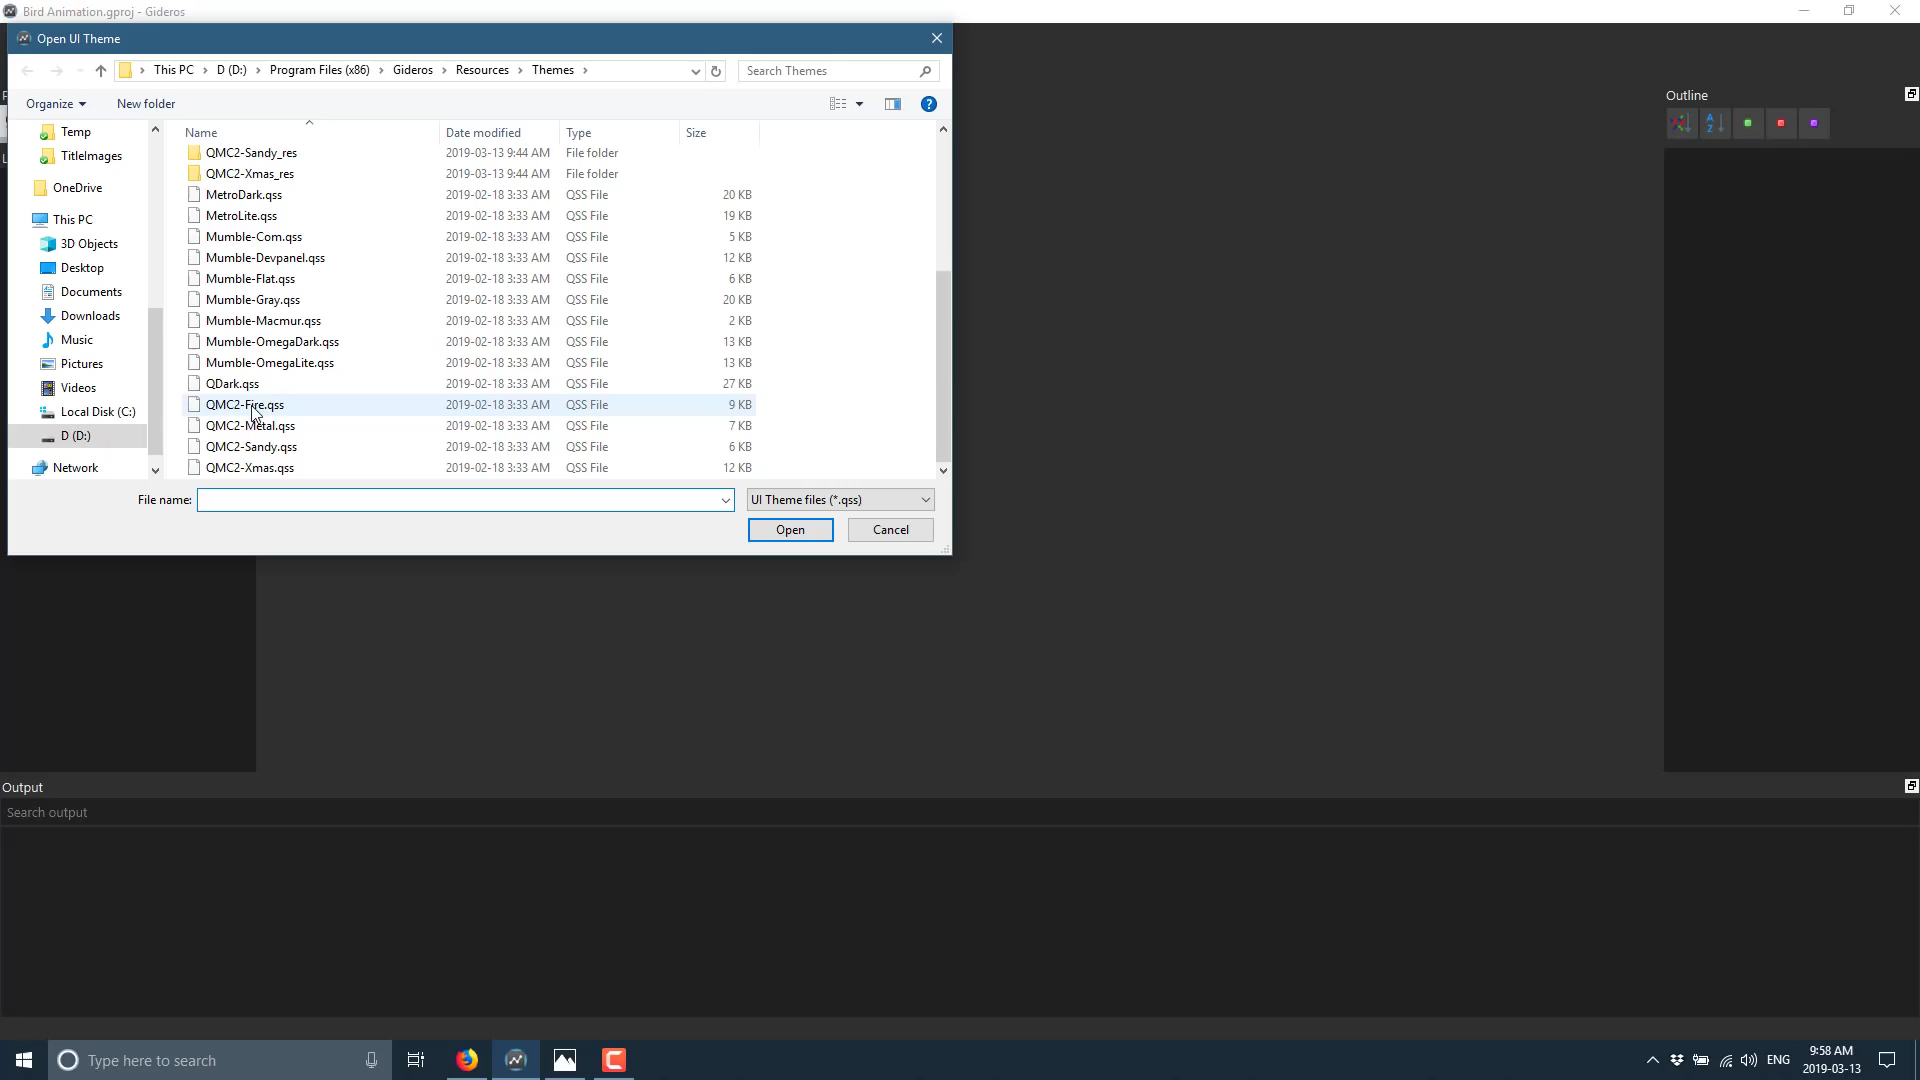 Bird Animation.gproj - Gideros
Open UI Theme
This PC > D (D:) > Program Files (x86) > Gideros > Resources > Themes >
Search Themes
Organize
New folder
Name
Date modified
Type
Size
Temp
TitleImages
OneDrive
This PC
3D Objects
Desktop
Documents
Downloads
Music
Pictures
Videos
Local Disk (C:)
D (D:)
Network
QMC2-Sandy_res 2019-03-13 9:44 AM File folder
QMC2-Xmas_res 2019-03-13 9:44 AM File folder
MetroDark.qss 2019-02-18 3:33 AM QSS File 20 KB
MetroLite.qss 2019-02-18 3:33 AM QSS File 19 KB
Mumble-Com.qss 2019-02-18 3:33 AM QSS File 5 KB
Mumble-Devpanel.qss 2019-02-18 3:33 AM QSS File 12 KB
Mumble-Flat.qss 2019-02-18 3:33 AM QSS File 6 KB
Mumble-Gray.qss 2019-02-18 3:33 AM QSS File 20 KB
Mumble-Macmur.qss 2019-02-18 3:33 AM QSS File 2 KB
Mumble-OmegaDark.qss 2019-02-18 3:33 AM QSS File 13 KB
Mumble-OmegaLite.qss 2019-02-18 3:33 AM QSS File 13 KB
QDark.qss 2019-02-18 3:33 AM QSS File 27 KB
QMC2-Fire.qss 2019-02-18 3:33 AM QSS File 9 KB
QMC2-Metal.qss 2019-02-18 3:33 AM QSS File 7 KB
QMC2-Sandy.qss 2019-02-18 3:33 AM QSS File 6 KB
QMC2-Xmas.qss 2019-02-18 3:33 AM QSS File 12 KB
File name:
UI Theme files (*.qss)
Open
Cancel
Outline
Output
Search output
Type here to search
ENG
9:58 AM
2019-03-13